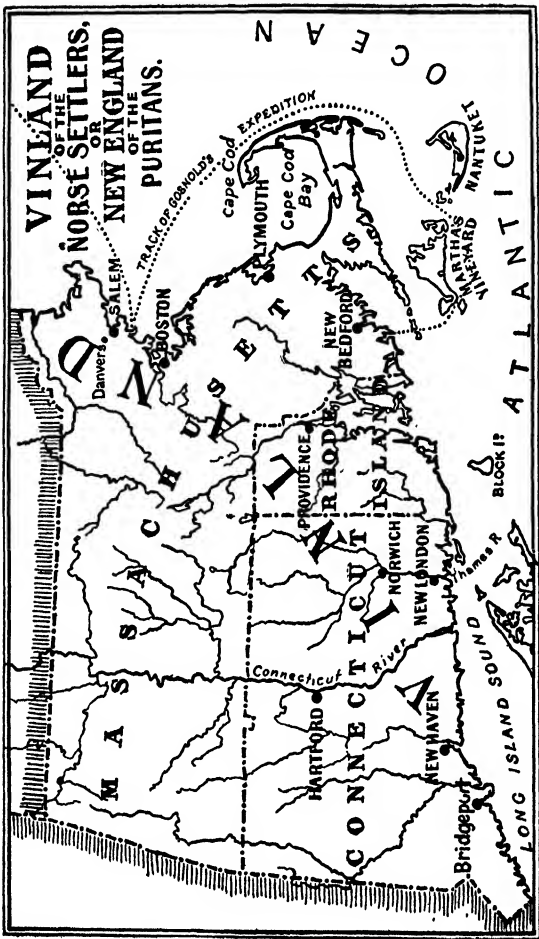 VINLAND
OF THE
NORSE SETTLERS,
OR
NEW ENGLAND
OF THE
PURITANS.
OCEAN
ATLANTIC
TRACK OF GOSNOLD'S EXPEDITION
Cape Cod
Cape Cod
Bay
PLYMOUTH
SALEM
Danvers
BOSTON
NEW
BEDFORD
MARTHA'S
VINEYARD
NANTUNET
MASSACHUSETTS
VINLAND
PROVIDENCE
RHODE
ISLAND
BLOCK Iᵈ
CONNECTICUT
NORWICH
NEW LONDON
Thames R
Connecticut River
HARTFORD
NEW HAVEN
Bridgeport
LONG ISLAND SOUND